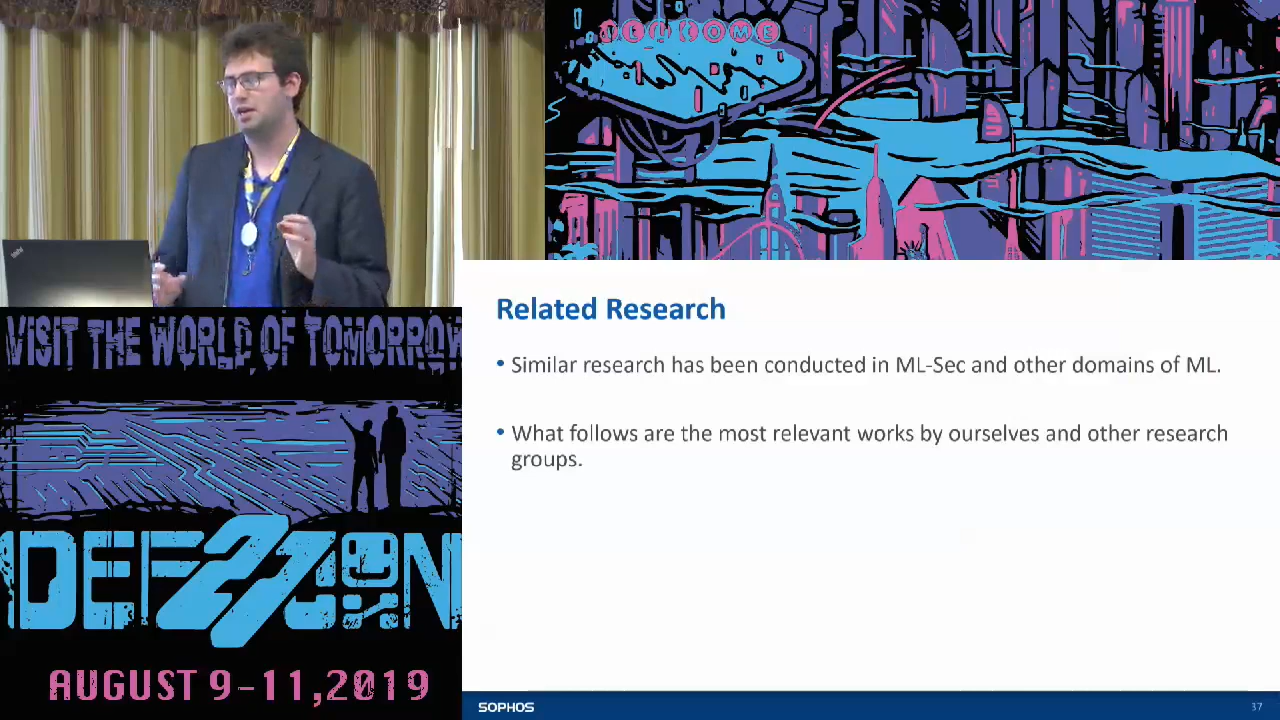 WELCOME
Related Research
• Similar research has been conducted in ML-Sec and other domains of ML.
• What follows are the most relevant works by ourselves and other research
groups.
SOPHOS
37
VISIT THE WORLD OF TOMORROW
DEF27CON
AUGUST 9-11,2019